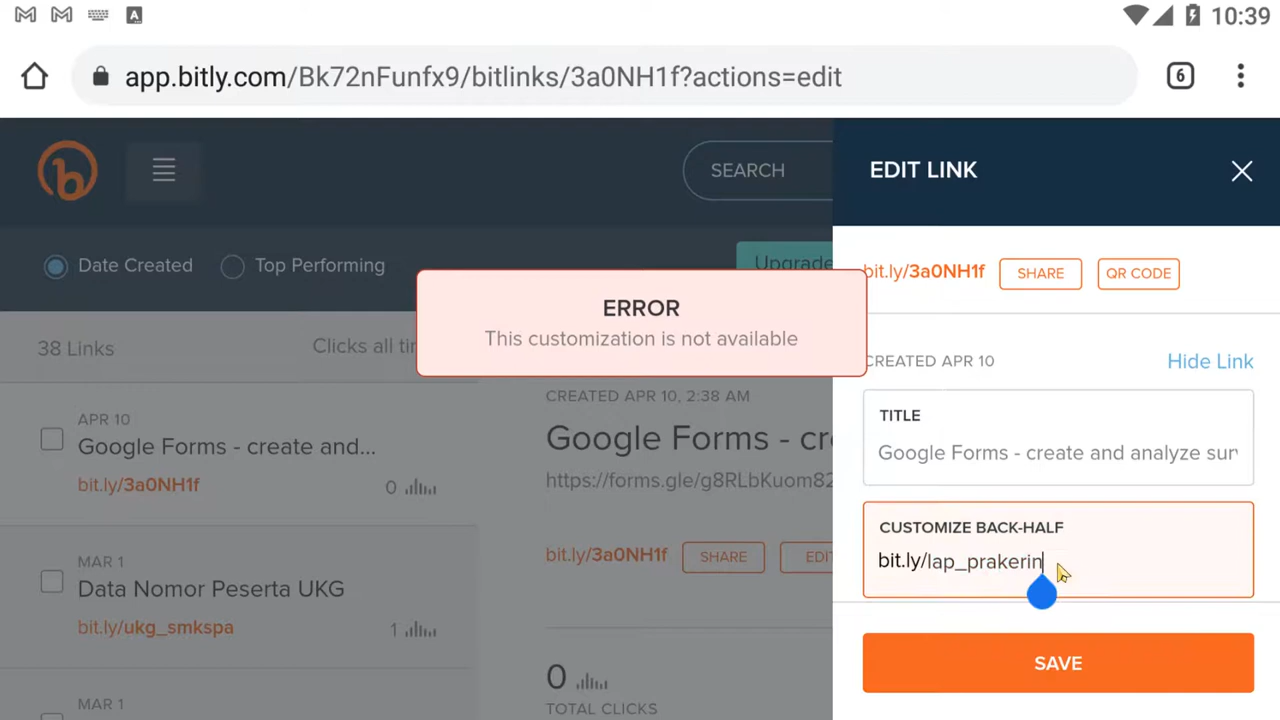 10:39
app.bitly.com/Bk72nFunfx9/bitlinks/3a0NH1f?actions=edit
6
SEARCH
EDIT LINK
Date Created
Top Performing
Upgrade
bit.ly/3a0NH1f
SHARE
QR CODE
ERROR
This customization is not available
38 Links
Clicks all ti
CREATED APR 10
Hide Link
CREATED APR 10, 2:38 AM
TITLE
Google Forms - create and analyze sur
APR 10
Google Forms - create and...
bit.ly/3a0NH1f
0
Google Forms - cr
https://forms.gle/g8RLbKuom82
bit.ly/3a0NH1f
SHARE
EDI
CUSTOMIZE BACK-HALF
bit.ly/lap_prakerin
MAR 1
Data Nomor Peserta UKG
bit.ly/ukg_smkspa
1
SAVE
0
TOTAL CLICKS
MAR 1